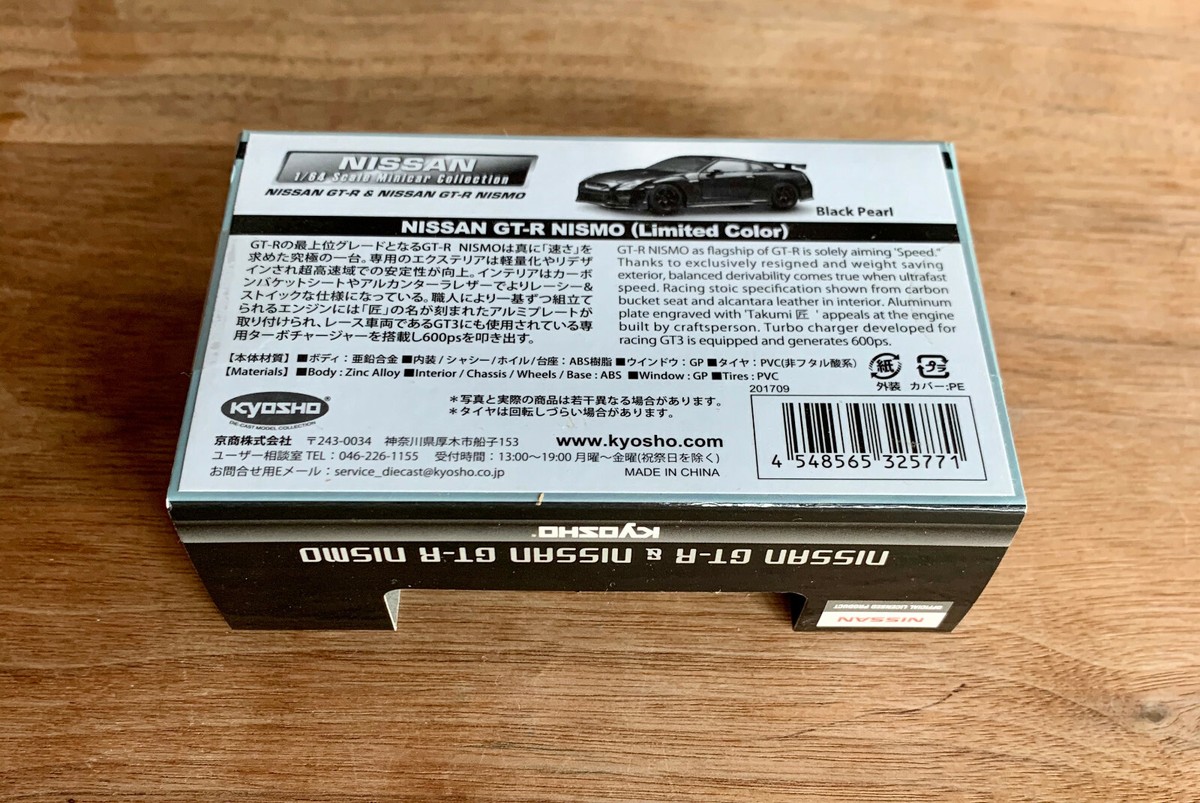 NISSAN
1/64 Scale Minicar Collection
NISSAN GT-R & NISSAN GT-R NISMO
Black Pearl
NISSAN GT-R NISMO (Limited Color)
GT-Rの最上位グレードとなるGT-R NISMOは真に「速さ」を
求めた究極の一台。専用のエクステリアは軽量化やリデザ
インされ超高速域での安定性が向上。インテリアはカーボ
ンバケットシートやアルカンターラレザーでよりレーシー&
ストイックな仕様になっている。職人により一基ずつ組立て
られるエンジンには「匠」の名が刻まれたアルミプレートが
取り付けられ、レース車両であるGT3にも使用されている専
用ターボチャージャーを搭載し600psを叩き出す。
GT-R NISMO as flagship of GT-R is solely aiming "Speed."
Thanks to exclusively resigned and weight saving
exterior, balanced derivability comes true when ultrafast
speed. Racing stoic specification shown from carbon
bucket seat and alcantara leather in interior. Aluminum
plate engraved with 'Takumi 匠 ' appeals at the engine
built by craftsperson. Turbo charger developed for
racing GT3 is equipped and generates 600ps.
【本体材質】■ボディ：亜鉛合金 ■内装/シャシー/ホイル/台座：ABS樹脂 ■ウインドウ：GP ■タイヤ：PVC(非フタル酸系)
【Materials】■Body : Zinc Alloy ■Interior / Chassis / Wheels / Base : ABS ■Window : GP ■Tires : PVC
紙
外装
プラ
カバー:PE
201709
KYOSHO
DIE-CAST MODEL COLLECTION
＊写真と実際の商品は若干異なる場合があります。
＊タイヤは回転しづらい場合があります。
京商株式会社 〒243-0034 神奈川県厚木市船子153
ユーザー相談室 TEL：046-226-1155 受付時間：13:00〜19:00 月曜〜金曜(祝祭日を除く)
お問合せ用Eメール：service_diecast@kyosho.co.jp
www.kyosho.com
MADE IN CHINA
4 548565 325771
KYOSHO
NISSAN GT-R & NISSAN GT-R NISMO
NISSAN
OFFICIAL LICENSED PRODUCT